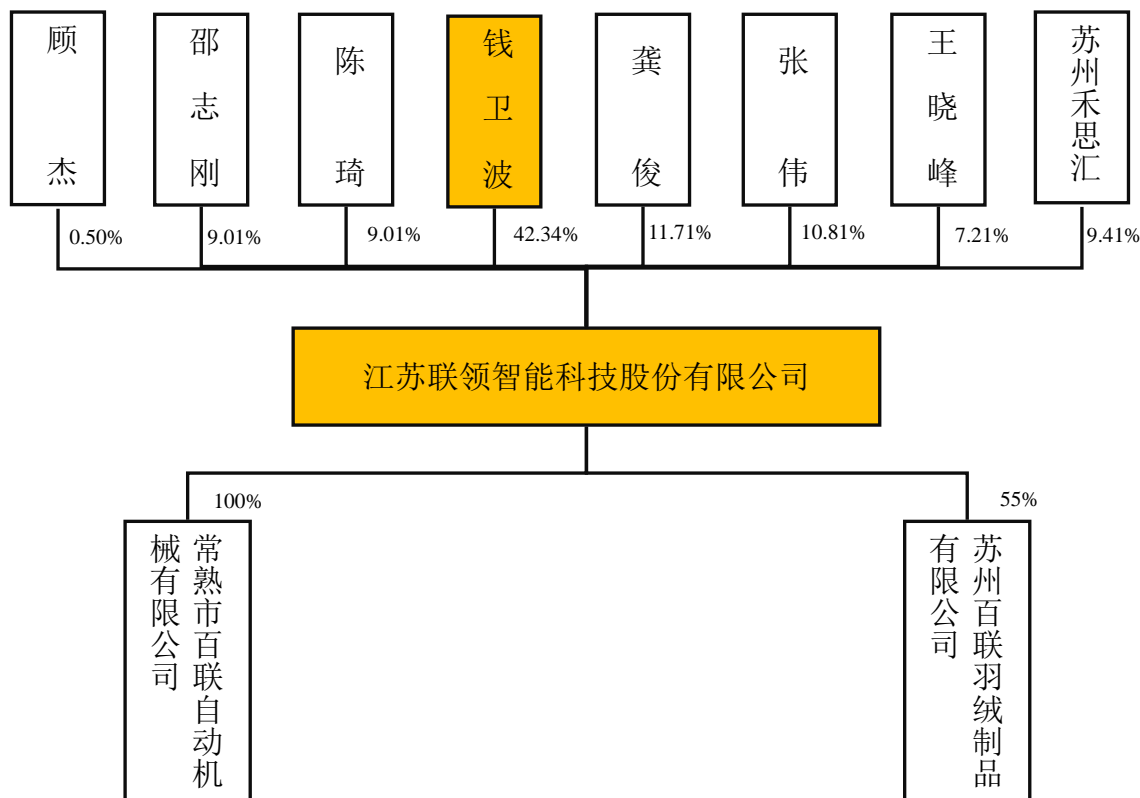 顾杰
邵志刚
陈琦
钱卫波
龚俊
张伟
王晓峰
苏州禾思汇
0.50%
9.01%
9.01%
42.34%
11.71%
10.81%
7.21%
9.41%
江苏联领智能科技股份有限公司
100%
55%
常熟市百联自动机
械有限公司
苏州百联羽绒制品
有限公司